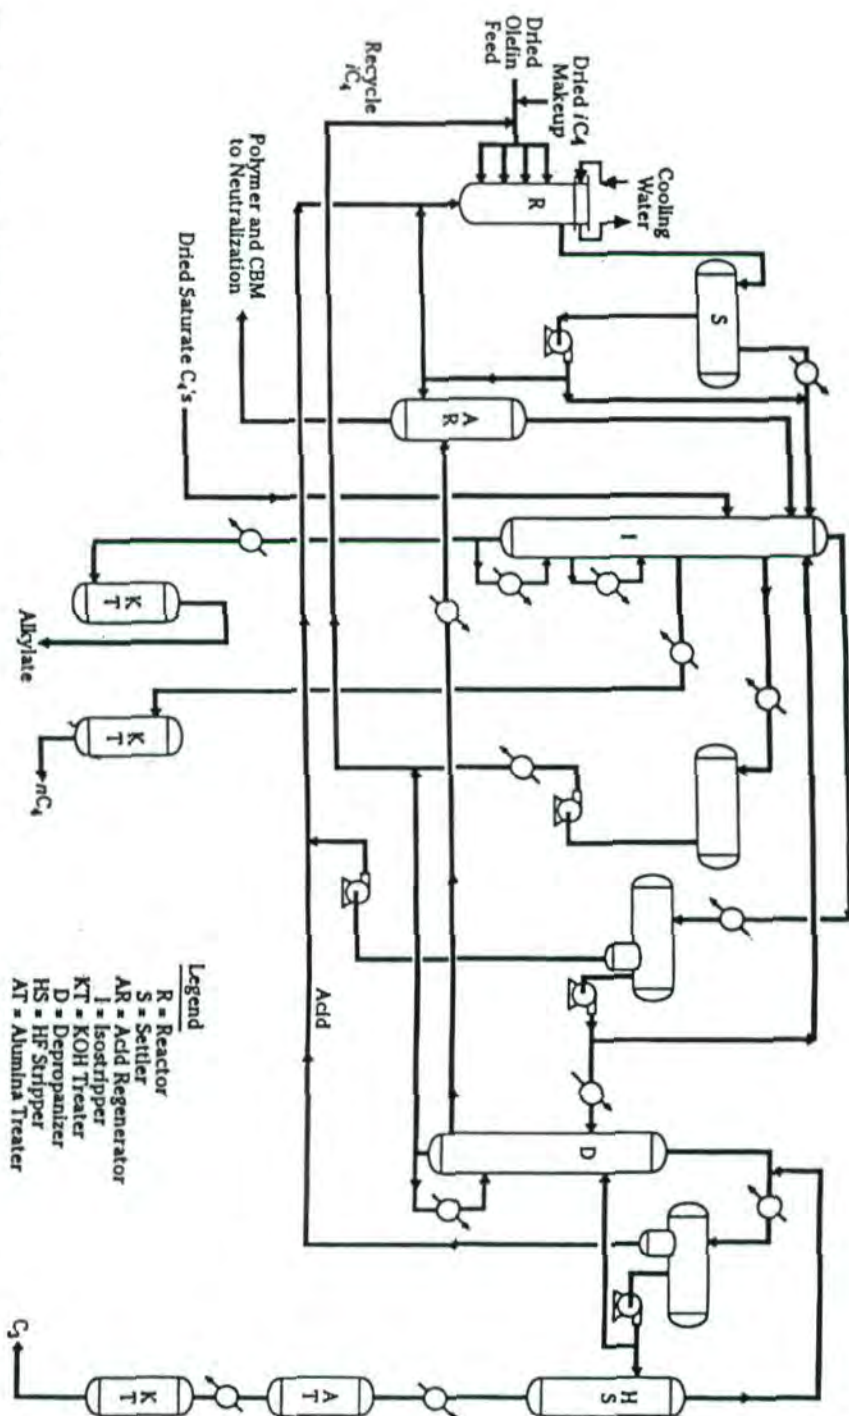 Dried
Olefin
Feed
Dried iC4
Makeup
Recycle
iC4
Cooling
Water
Polymer and CBM
to Neutralization
Dried Saturate C4's
R
S
A
R
I
K
T
Alkylate
K
T
nC4
Acid
D
H
S
A
T
K
T
C3
Legend
R = Reactor
S = Settler
AR = Acid Regenerator
I = Isostripper
KT = KOH Treater
D = Depropanizer
HS = HF Stripper
AT = Alumina Treater